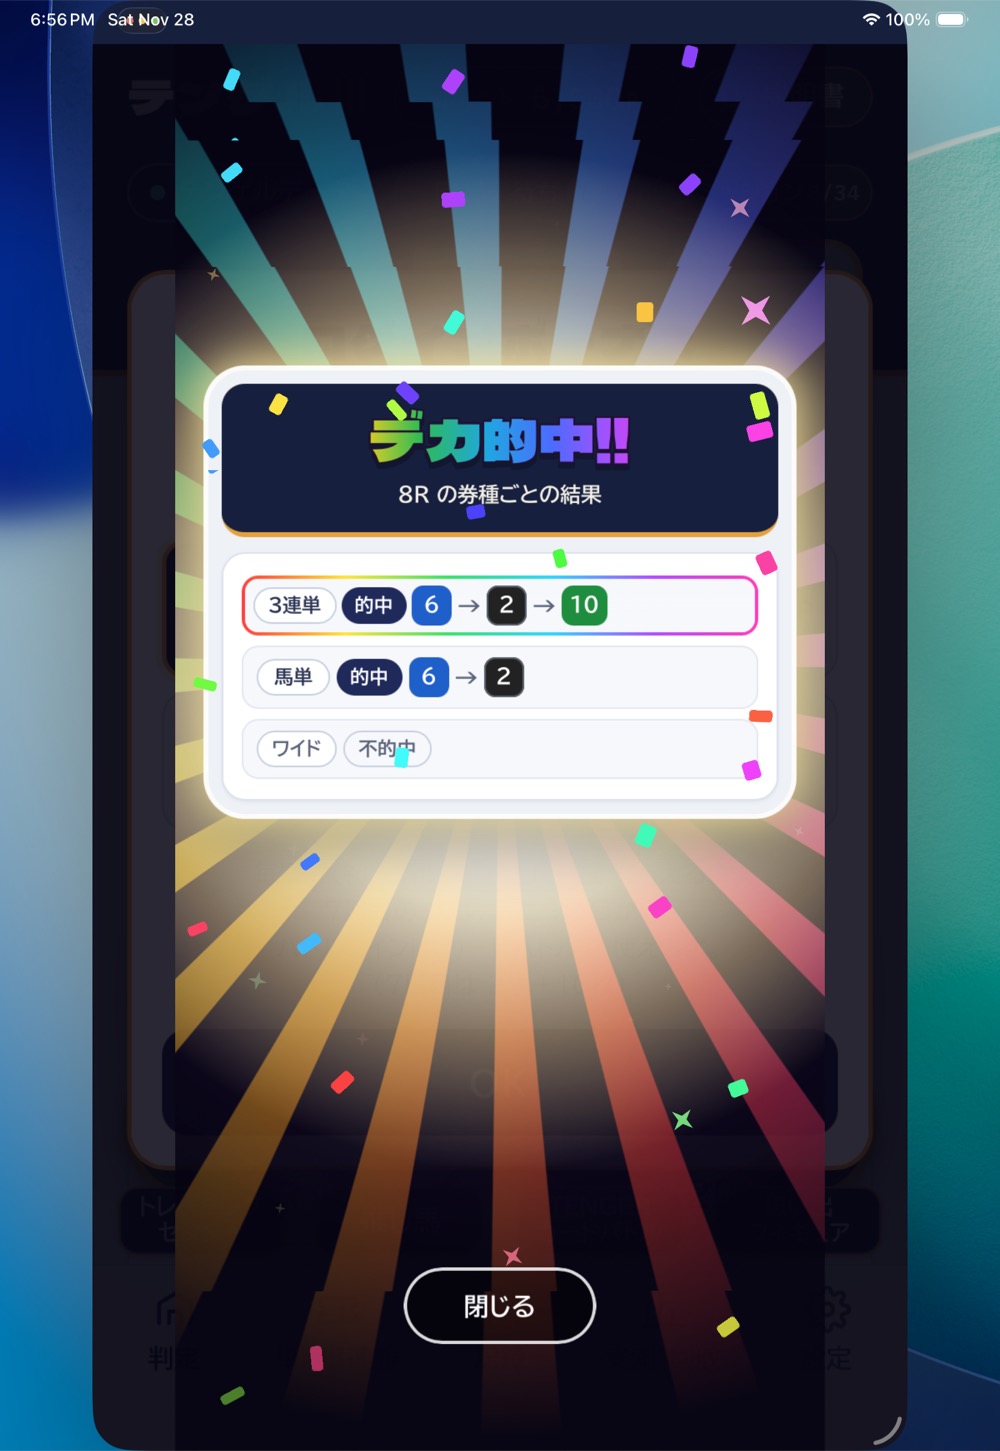 6:56 PM Sat Nov 28 100%
デカ的中!!
8R の券種ごとの結果
3連単 的中 6 → 2 → 10
馬単 的中 6 → 2
ワイド 不的中
OK
閉じる